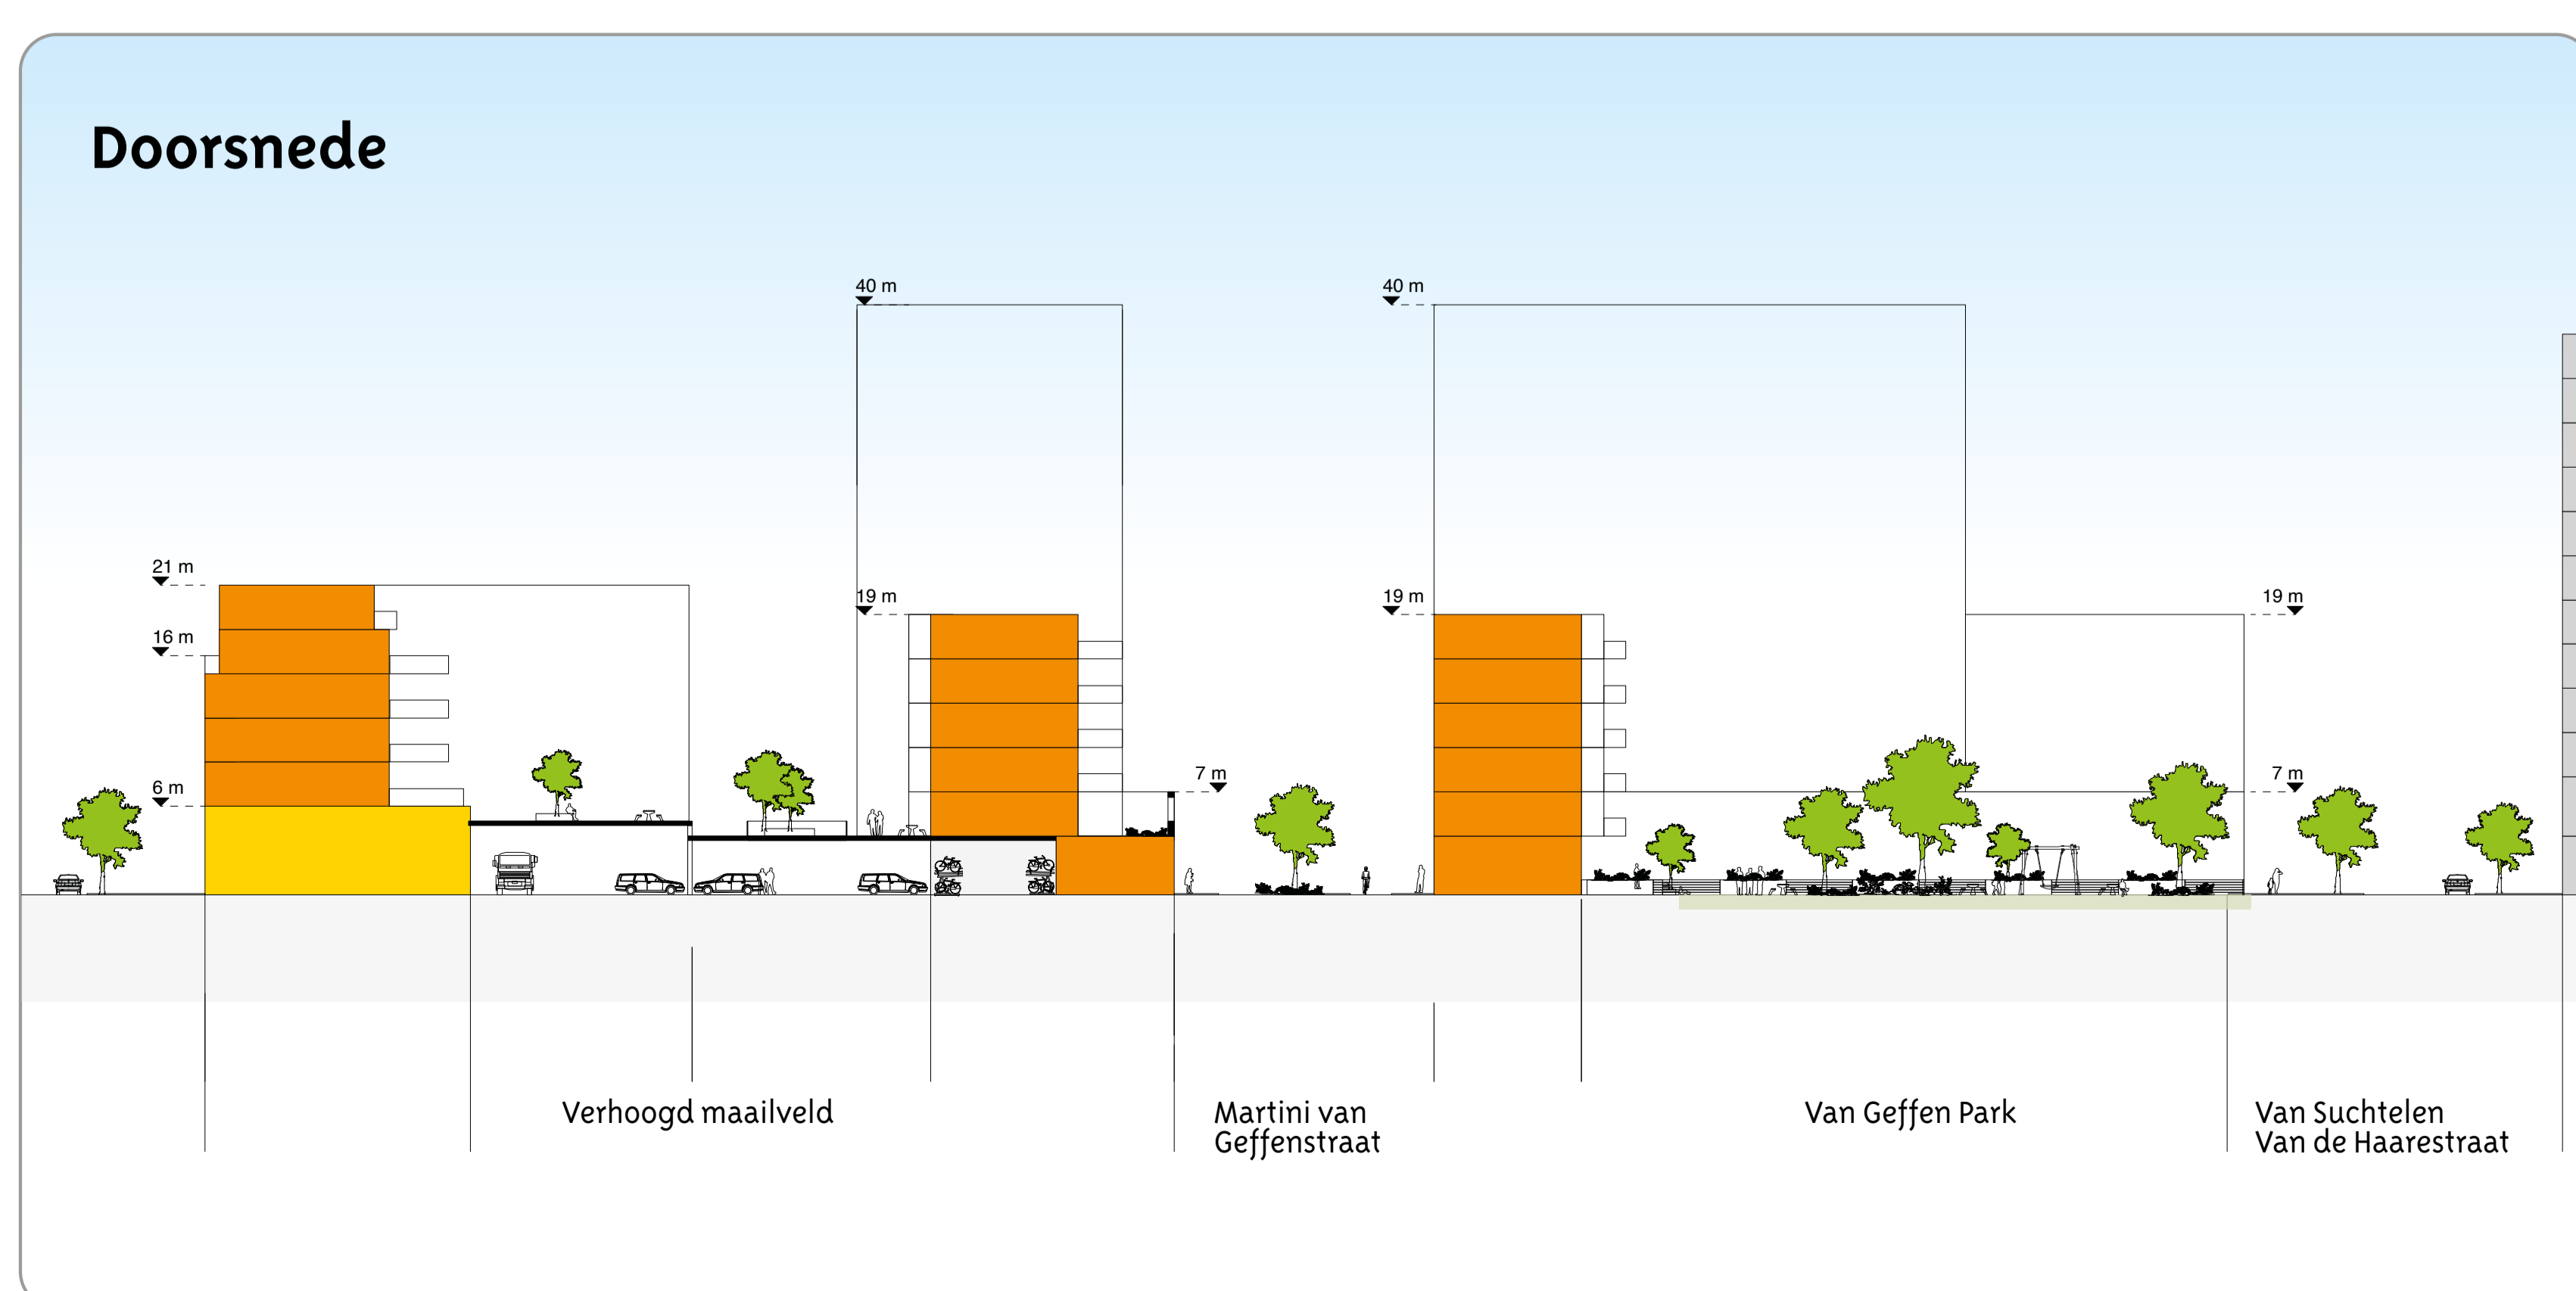 Doorsnede
40 m
40 m
21 m
16 m
19 m
19 m
19 m
6 m
7 m
7 m
Verhoogd maailveld
Martini van
Geffenstraat
Van Geffen Park
Van Suchtelen
Van de Haarestraat